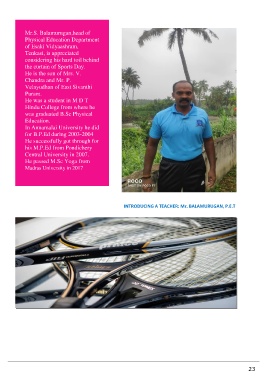 Mr.S. Balamurugan,head of
Physical Education Department
of Esaki Vidyaashram,
Tenkasi, is appreciated
considering his hard toil behind
the curtain of Sports Day.
He is the son of Mrs. V.
Chandra and Mr. P.
Velayutham of East Sivanthi
Puram.
He was a student in M D T
Hindu College from where he
was graduated B.Sc Physical
Education.
In Annamalai University he did
for B.P.Ed during 2003-2004
He successfully got through for
his M.P.Ed from Pondichery
Central University in 2007.
He passed M.Sc Yoga from
Madras University in 2017
POCO
INTRODUCING A TEACHER: Mr. BALAMURUGAN, P.E.T
23